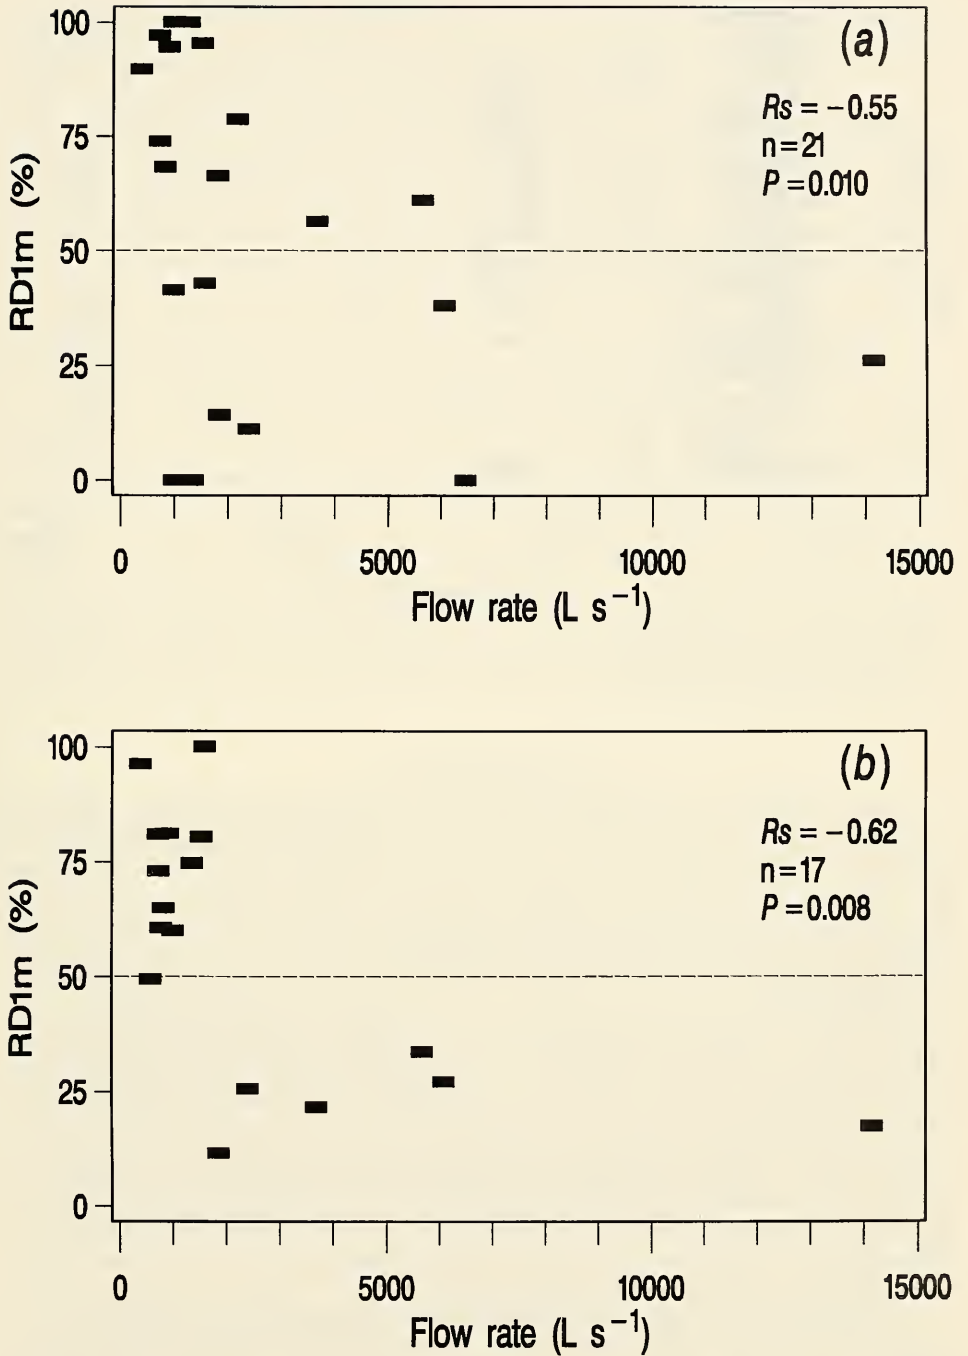 (a)
100
75
50
25
0
RD1m (%)
Rs = −0.55
n=21
P=0.010
0 5000 10000 15000
Flow rate (L s⁻¹)
(b)
100
75
50
25
0
RD1m (%)
Rs = −0.62
n=17
P=0.008
0 5000 10000 15000
Flow rate (L s⁻¹)